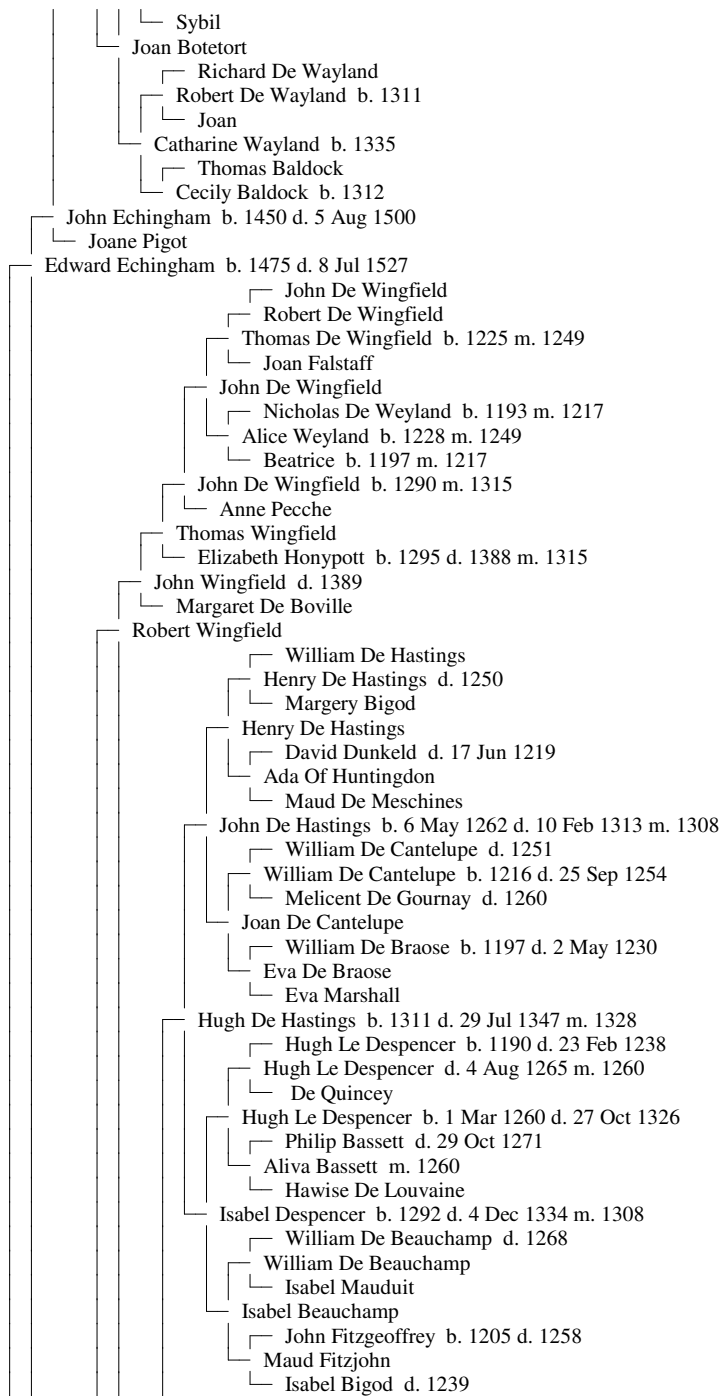 Sybil
Joan Botetort
Richard De Wayland
Robert De Wayland b. 1311
Joan
Catharine Wayland b. 1335
Thomas Baldock
Cecily Baldock b. 1312
John Echingham b. 1450 d. 5 Aug 1500
Joane Pigot
Edward Echingham b. 1475 d. 8 Jul 1527
John De Wingfield
Robert De Wingfield
Thomas De Wingfield b. 1225 m. 1249
Joan Falstaff
John De Wingfield
Nicholas De Weyland b. 1193 m. 1217
Alice Weyland b. 1228 m. 1249
Beatrice b. 1197 m. 1217
John De Wingfield b. 1290 m. 1315
Anne Pecche
Thomas Wingfield
Elizabeth Honypott b. 1295 d. 1388 m. 1315
John Wingfield d. 1389
Margaret De Boville
Robert Wingfield
William De Hastings
Henry De Hastings d. 1250
Margery Bigod
Henry De Hastings
David Dunkeld d. 17 Jun 1219
Ada Of Huntingdon
Maud De Meschines
John De Hastings b. 6 May 1262 d. 10 Feb 1313 m. 1308
William De Cantelupe d. 1251
William De Cantelupe b. 1216 d. 25 Sep 1254
Melicent De Gournay d. 1260
Joan De Cantelupe
William De Braose b. 1197 d. 2 May 1230
Eva De Braose
Eva Marshall
Hugh De Hastings b. 1311 d. 29 Jul 1347 m. 1328
Hugh Le Despencer b. 1190 d. 23 Feb 1238
Hugh Le Despencer d. 4 Aug 1265 m. 1260
De Quincey
Hugh Le Despencer b. 1 Mar 1260 d. 27 Oct 1326
Philip Bassett d. 29 Oct 1271
Aliva Bassett m. 1260
Hawise De Louvaine
Isabel Despencer b. 1292 d. 4 Dec 1334 m. 1308
William De Beauchamp d. 1268
William De Beauchamp
Isabel Mauduit
Isabel Beauchamp
John Fitzgeoffrey b. 1205 d. 1258
Maud Fitzjohn
Isabel Bigod d. 1239